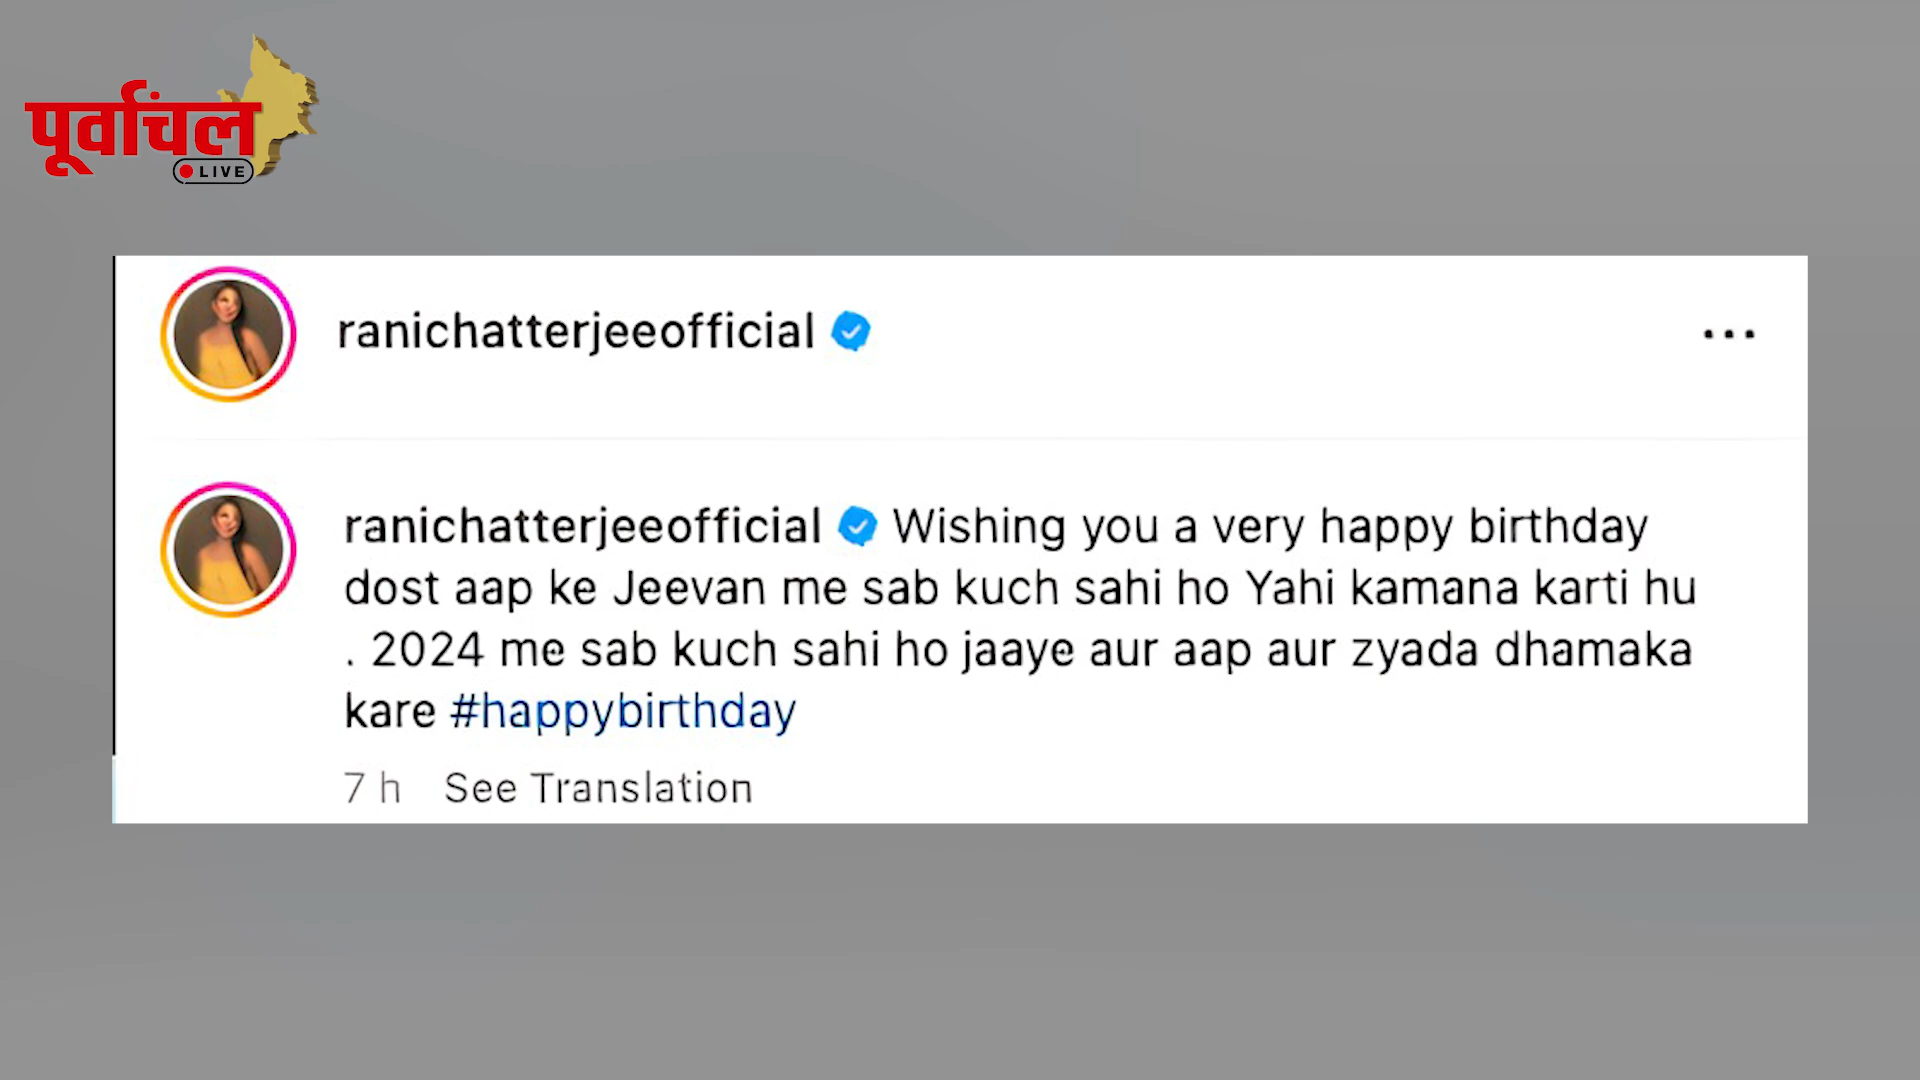 पूर्वांचल
LIVE
ranichatterjeeofficial
ranichatterjeeofficial Wishing you a very happy birthday
dost aap ke Jeevan me sab kuch sahi ho Yahi kamana karti hu
. 2024 me sab kuch sahi ho jaaye aur aap aur zyada dhamaka
kare #happybirthday
7 h See Translation